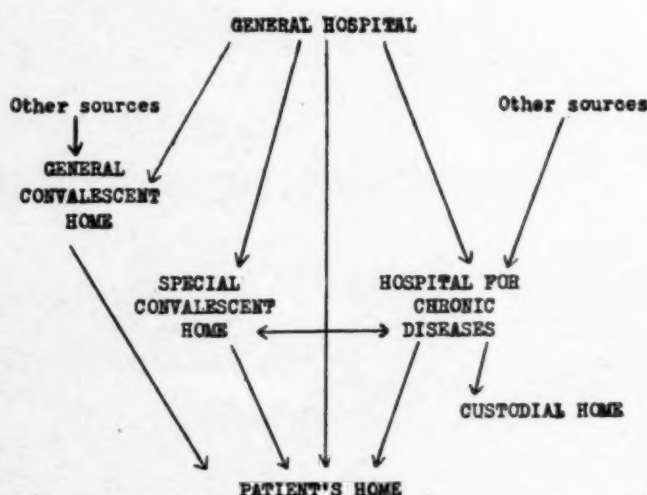 GENERAL HOSPITAL
Other sources
Other sources
GENERAL
CONVALESCENT
HOME
SPECIAL
CONVALESCENT
HOME
HOSPITAL FOR
CHRONIC
DISEASES
CUSTODIAL HOME
PATIENT'S HOME